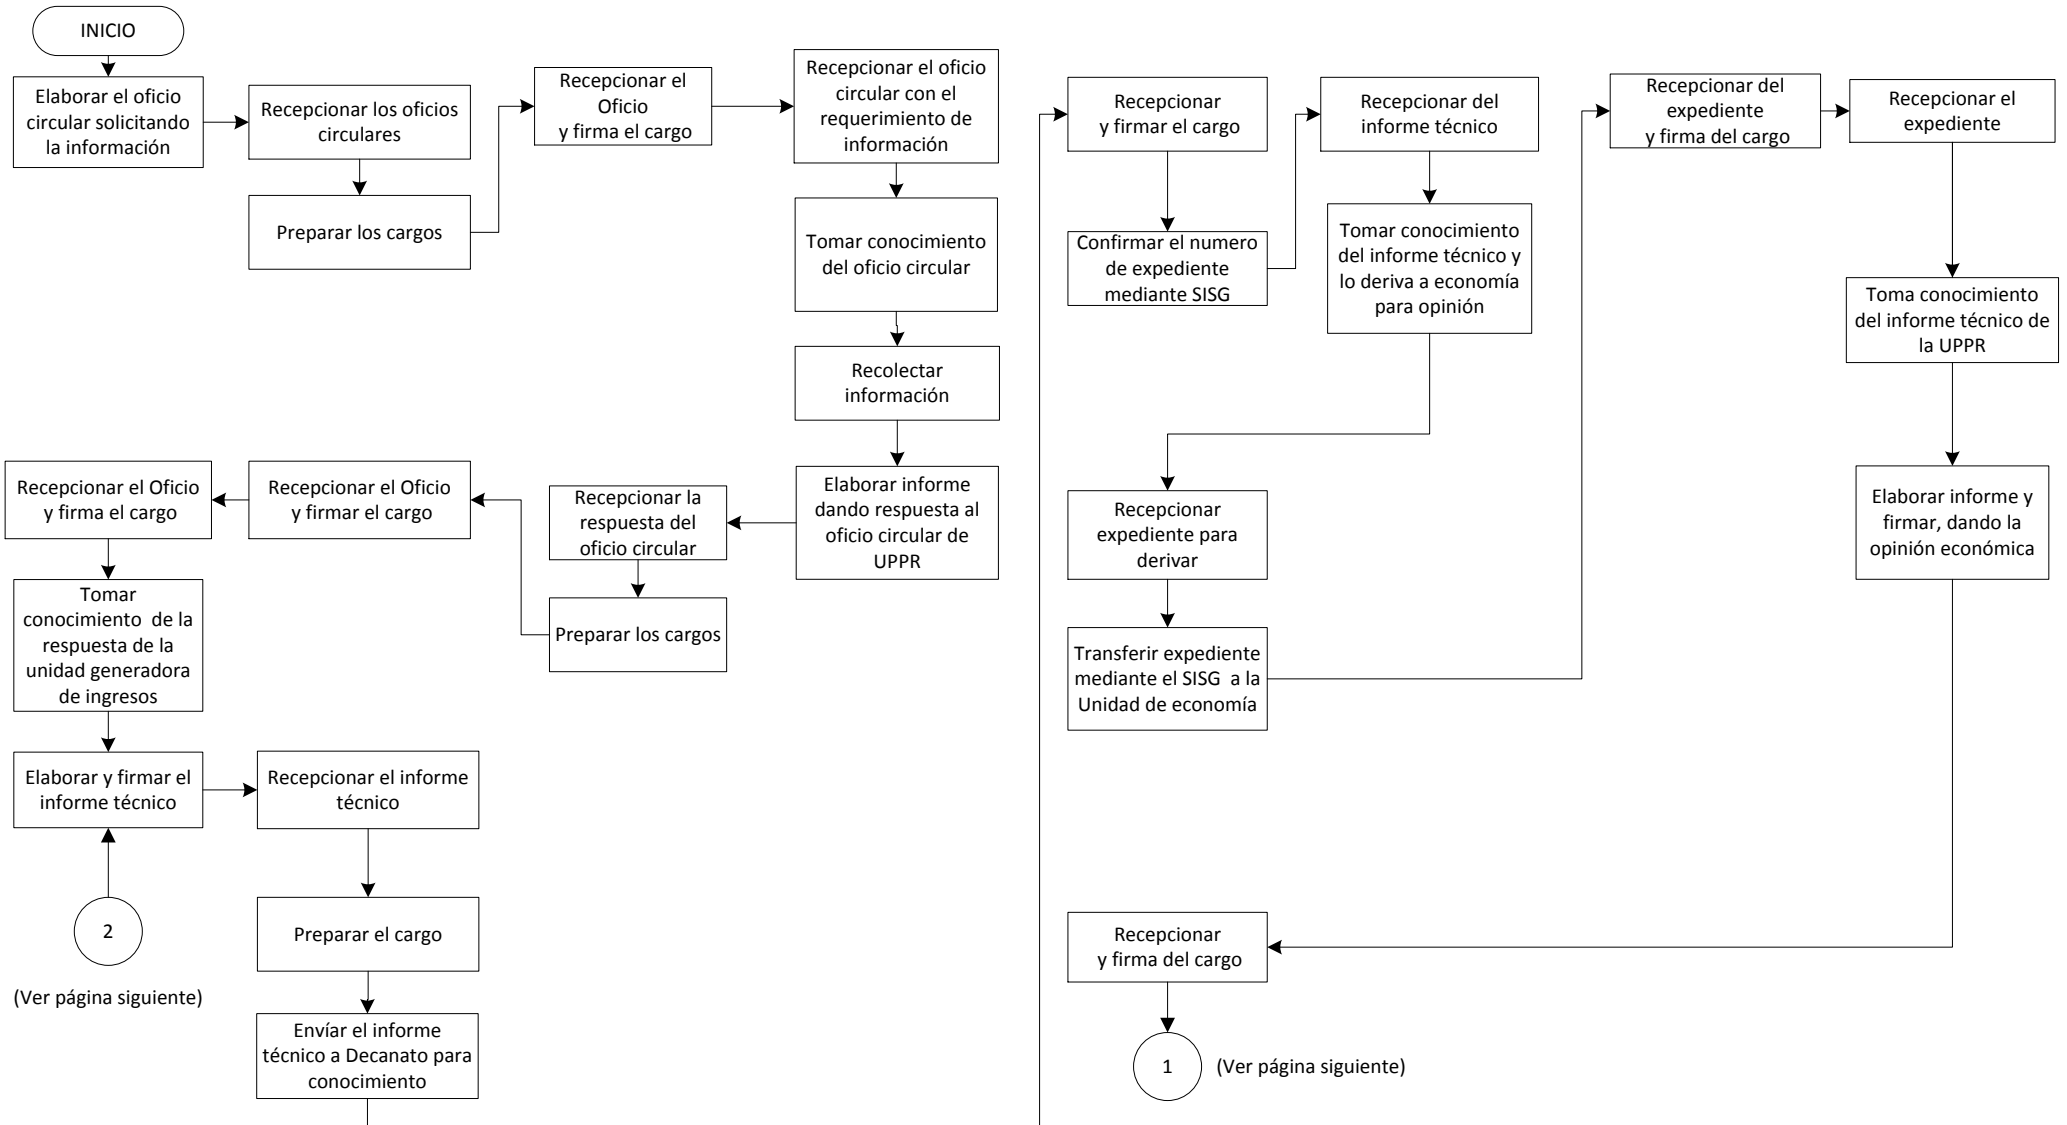 INICIO
Elaborar el oficio
circular solicitando
la información
Recepcionar los oficios
circulares
Preparar los cargos
Recepcionar el
Oficio
y firma el cargo
Recepcionar el oficio
circular con el
requerimiento de
información
Tomar conocimiento
del oficio circular
Recolectar
información
Elaborar informe
dando respuesta al
oficio circular de
UPPR
Recepcionar la
respuesta del
oficio circular
Preparar los cargos
Recepcionar el Oficio
y firmar el cargo
Recepcionar el Oficio
y firma el cargo
Tomar
conocimiento  de la
respuesta de la
unidad generadora
de ingresos
Elaborar y firmar el
informe técnico
2
(Ver página siguiente)
Recepcionar el informe
técnico
Preparar el cargo
Envíar el informe
técnico a Decanato para
conocimiento
Recepcionar
y firmar el cargo
Confirmar el numero
de expediente
mediante SISG
Recepcionar del
informe técnico
Tomar conocimiento
del informe técnico y
lo deriva a economía
para opinión
Recepcionar
expediente para
derivar
Transferir expediente
mediante el SISG  a la
Unidad de economía
Recepcionar del
expediente
y firma del cargo
Recepcionar el
expediente
Toma conocimiento
del informe técnico de
la UPPR
Elaborar informe y
firmar, dando la
opinión económica
Recepcionar
y firma del cargo
1
(Ver página siguiente)